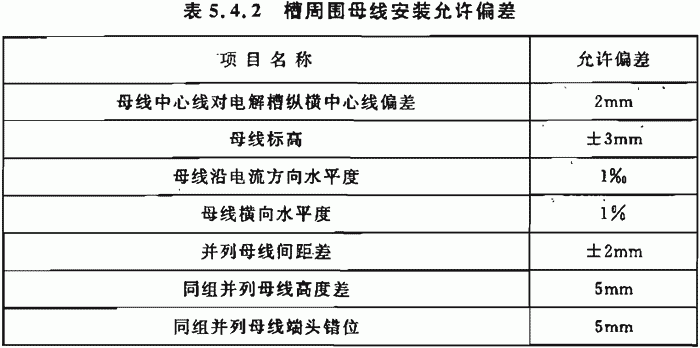 表 5.4.2 槽周围母线安装允许偏差
项目名称 允许偏差
母线中心线对电解槽纵横中心线偏差 2mm
母线标高 ±3mm
母线沿电流方向水平度 1‰
母线横向水平度 1%
并列母线间距差 ±2mm
同组并列母线高度差 5mm
同组并列母线端头错位 5mm